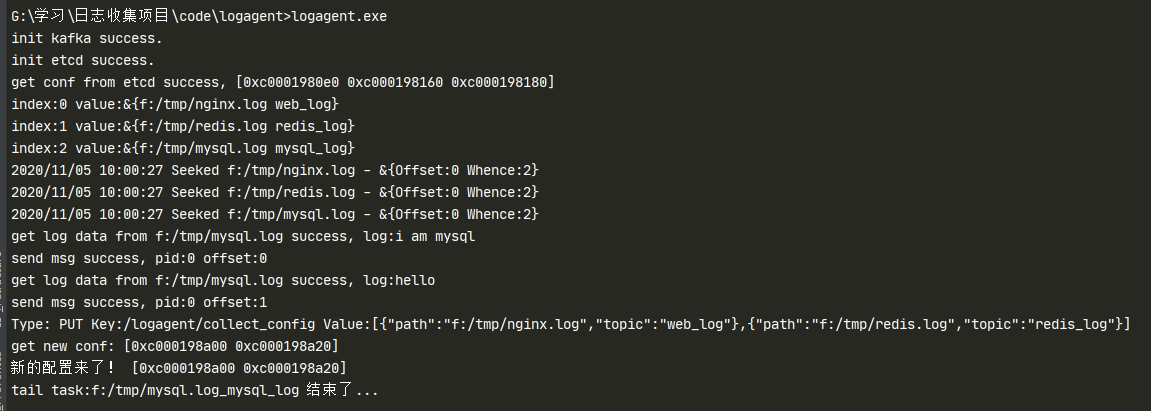 G:\学习\日志收集项目\code\logagent>logagent.exe
init kafka success.
init etcd success.
get conf from etcd success, [0xc0001980e0 0xc000198160 0xc000198180]
index:0 value:&{f:/tmp/nginx.log web_log}
index:1 value:&{f:/tmp/redis.log redis_log}
index:2 value:&{f:/tmp/mysql.log mysql_log}
2020/11/05 10:00:27 Seeked f:/tmp/nginx.log - &{Offset:0 Whence:2}
2020/11/05 10:00:27 Seeked f:/tmp/redis.log - &{Offset:0 Whence:2}
2020/11/05 10:00:27 Seeked f:/tmp/mysql.log - &{Offset:0 Whence:2}
get log data from f:/tmp/mysql.log success, log:i am mysql
send msg success, pid:0 offset:0
get log data from f:/tmp/mysql.log success, log:hello
send msg success, pid:0 offset:1
Type: PUT Key:/logagent/collect_config Value:[{"path":"f:/tmp/nginx.log","topic":"web_log"},{"path":"f:/tmp/redis.log","topic":"redis_log"}]
get new conf: [0xc000198a00 0xc000198a20]
新的配置来了! [0xc000198a00 0xc000198a20]
tail task:f:/tmp/mysql.log_mysql_log 结束了...